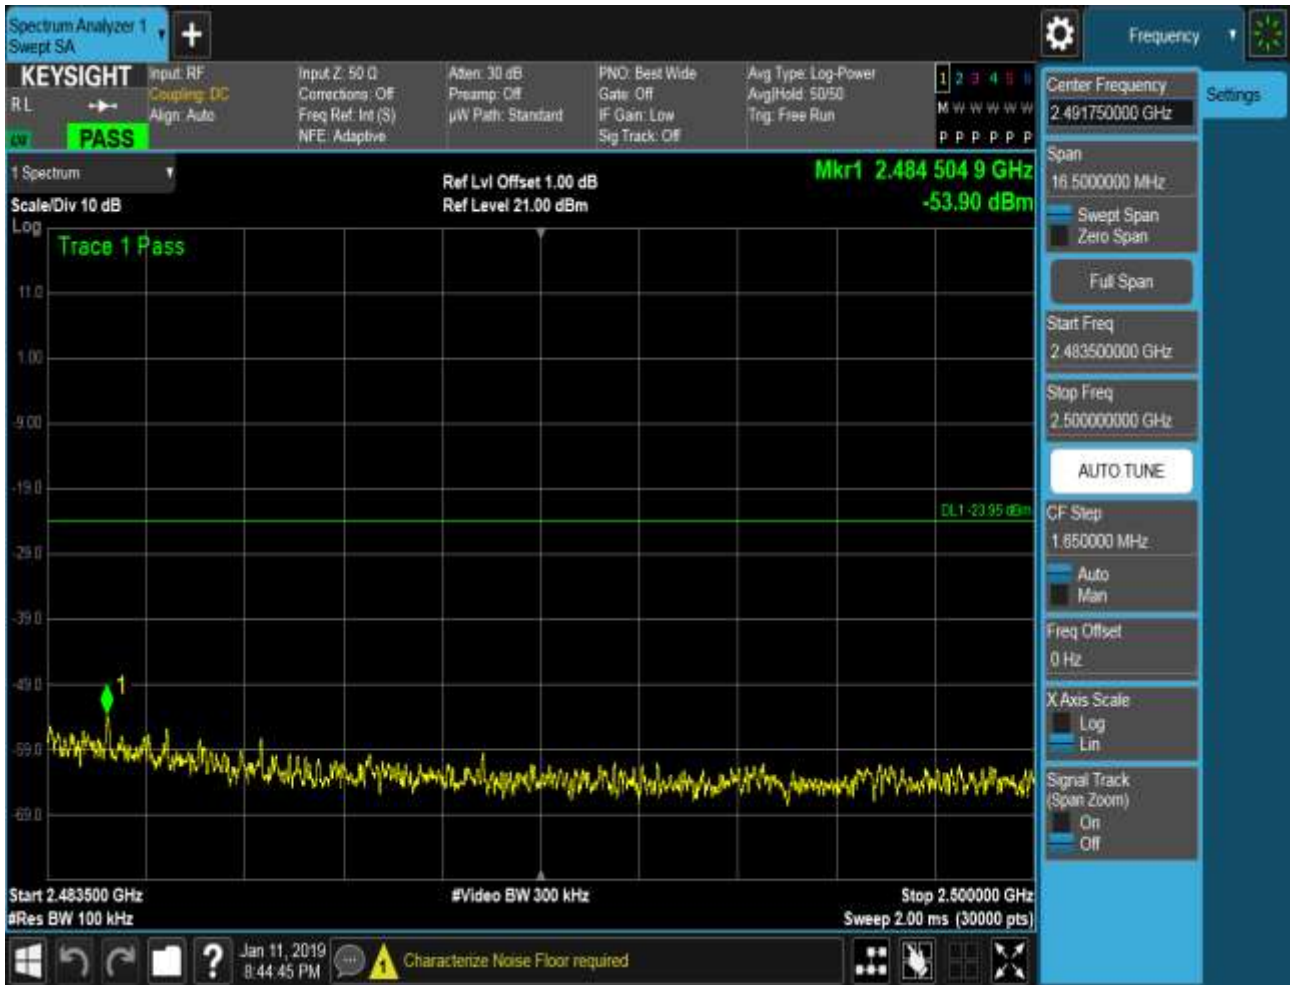 Spectrum Analyzer 1
Swept SA
+
Frequency
KEYSIGHT
R L
PASS
Input: RF
Coupling: DC
Align: Auto
Input Z: 50 Ω
Corrections: Off
Freq Ref: Int (S)
NFE: Adaptive
Atten: 30 dB
Preamp: Off
µW Path: Standard
PNO: Best Wide
Gate: Off
IF Gain: Low
Sig Track: Off
Avg Type: Log-Power
Avg|Hold: 50/50
Trig: Free Run
1 2 3 4 5 6
M W W W W W
P P P P P P
1 Spectrum
Scale/Div 10 dB
Ref Lvl Offset 1.00 dB
Ref Level 21.00 dBm
Mkr1 2.484 504 9 GHz
-53.90 dBm
Log
Trace 1 Pass
11.0
1.00
-9.00
-19.0
DL1 -23.95 dBm
-29.0
-39.0
-49.0
1
-59.0
-69.0
Start 2.483500 GHz
#Video BW 300 kHz
Stop 2.500000 GHz
#Res BW 100 kHz
Sweep 2.00 ms (30000 pts)
Center Frequency
2.491750000 GHz
Settings
Span
16.5000000 MHz
Swept Span
Zero Span
Full Span
Start Freq
2.483500000 GHz
Stop Freq
2.500000000 GHz
AUTO TUNE
CF Step
1.650000 MHz
Auto
Man
Freq Offset
0 Hz
X Axis Scale
Log
Lin
Signal Track
(Span Zoom)
On
Off
?
Jan 11, 2019
8:44:45 PM
1
Characterize Noise Floor required